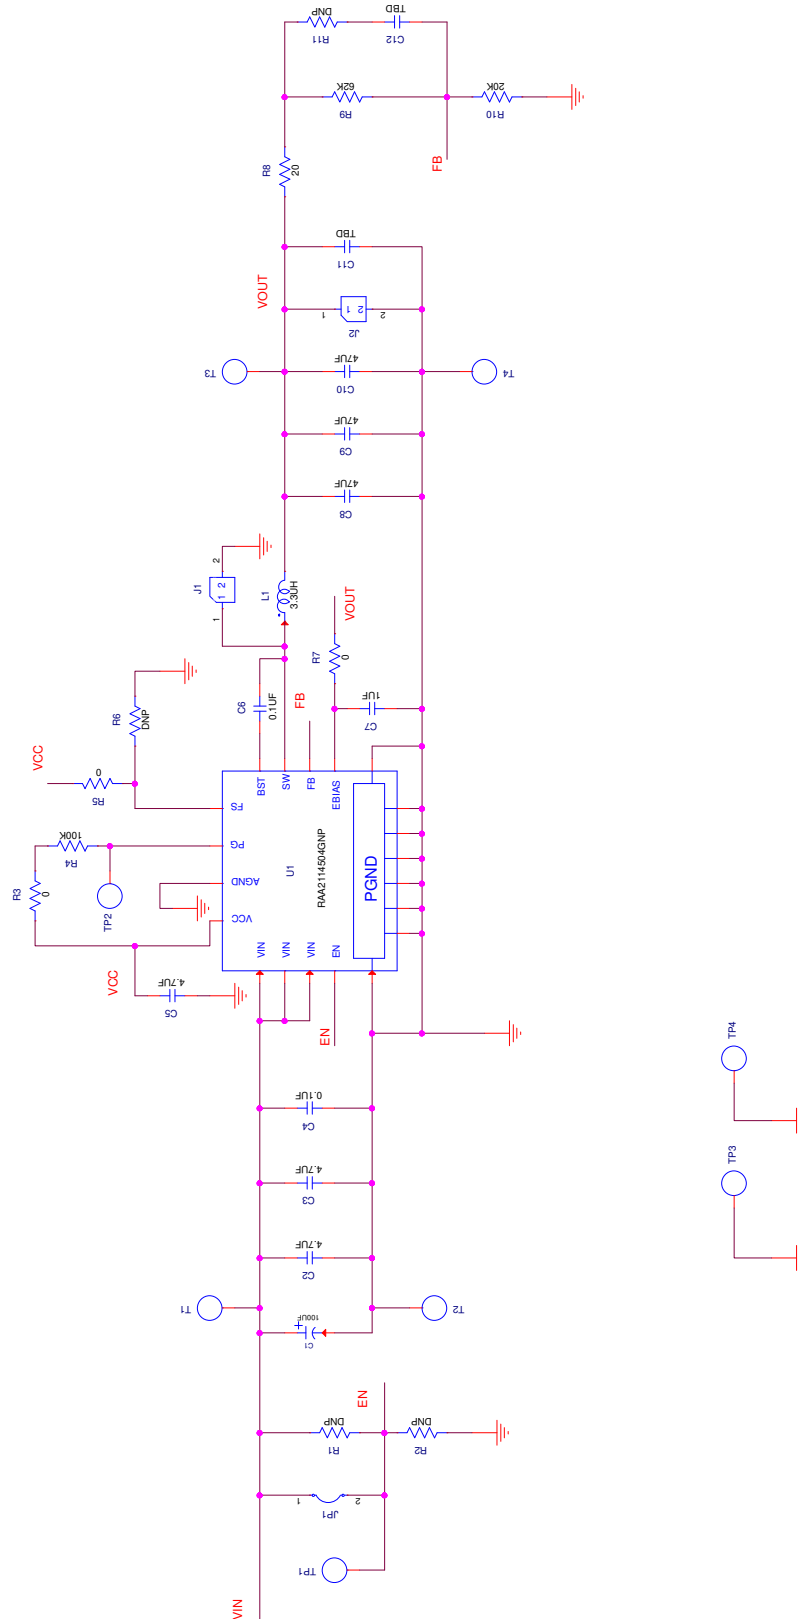 DNP
R11
TBD
C12
62K
R9
20K
R10
FB
R8
20
TBD
C11
VOUT
1
2 1
2
J2
T3
47UF
C10
T4
47UF
C9
47UF
C8
J1
1 2
2
1
L1
3.3UH
VOUT
R7
0
C6
0.1UF
FB
1UF
C7
R6
DNP
VCC
0
R5
BST
SW
FB
EBIAS
FS
PG
AGND
VCC
U1
RAA2114504GNP
PGND
VIN
VIN
VIN
EN
100K
R4
R3
0
TP2
VCC
4.7UF
C5
EN
0.1UF
C4
4.7UF
C3
4.7UF
C2
T1
T2
+
100UF
C1
EN
DNP
R1
DNP
R2
1
2
JP1
TP1
VIN
TP4
TP3